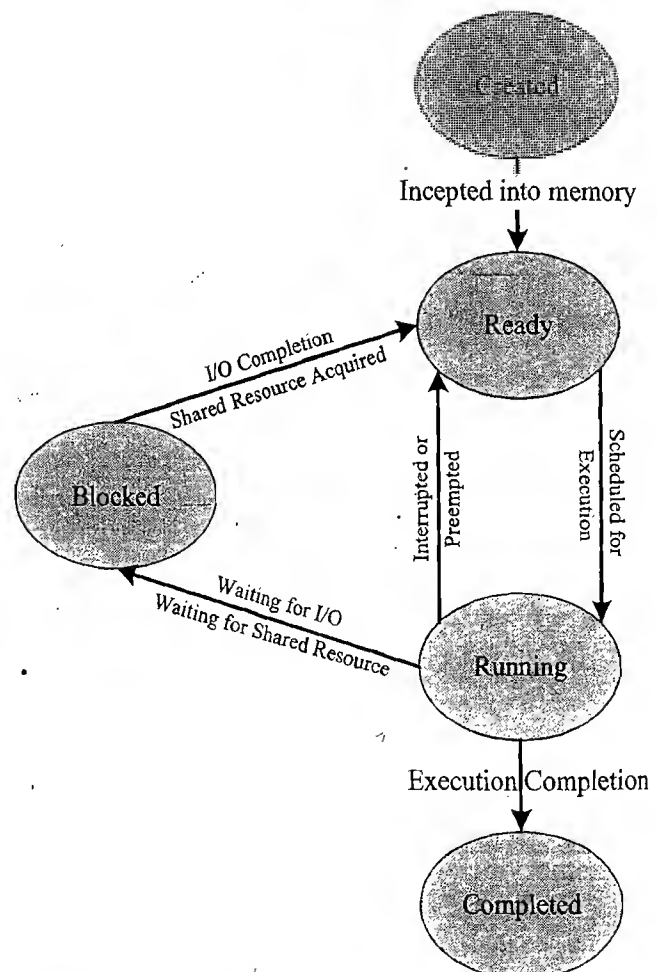 Created
Incepted into memory
Ready
I/O Completion
Shared Resource Acquired
Interrupted or
Preempted
Scheduled for
Execution
Blocked
Waiting for I/O
Waiting for Shared Resource
Running
Execution Completion
Completed